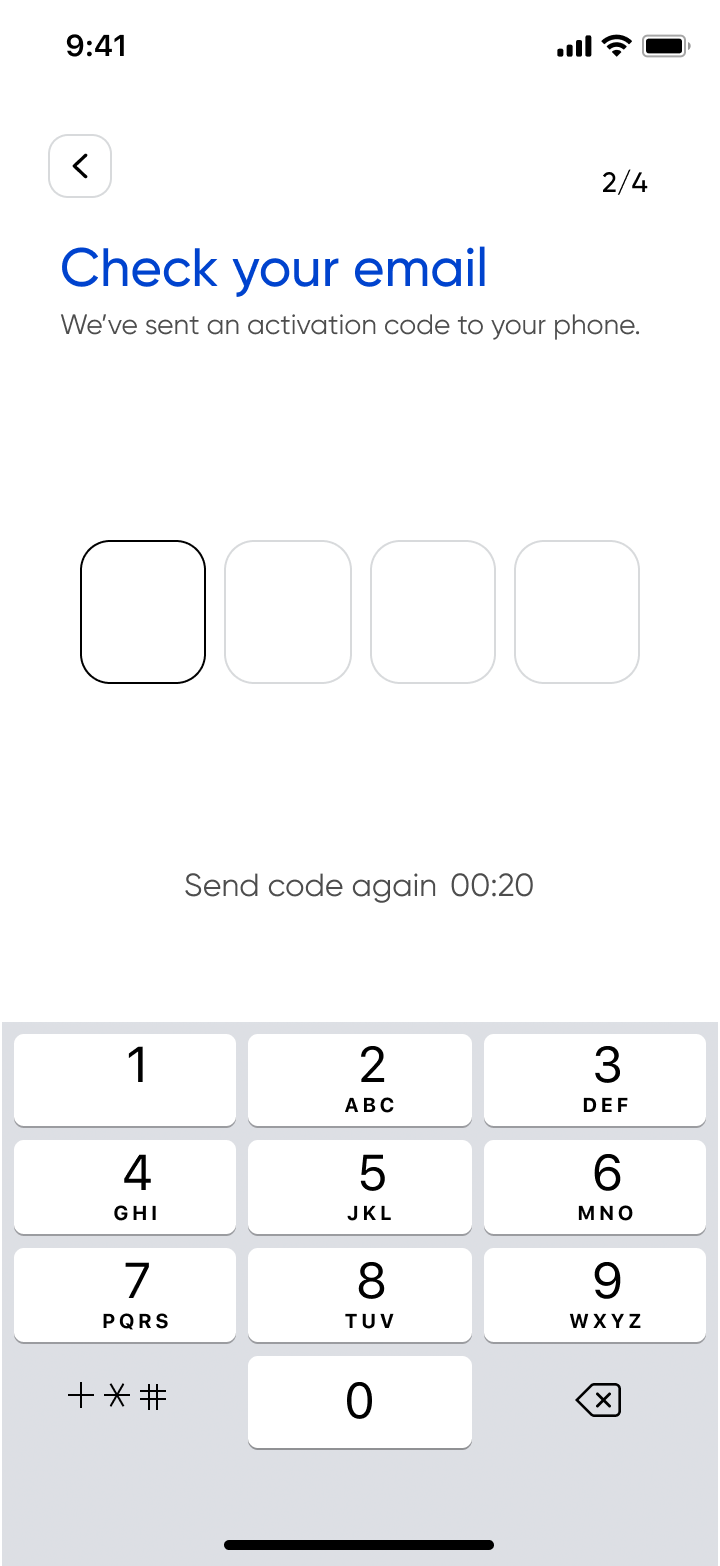 9:41
2/4
Check your email
We’ve sent an activation code to your phone.
Send code again 00:20
1 2 3
ABC DEF
4 5 6
GHI JKL MNO
7 8 9
PQRS TUV WXYZ
+*# 0